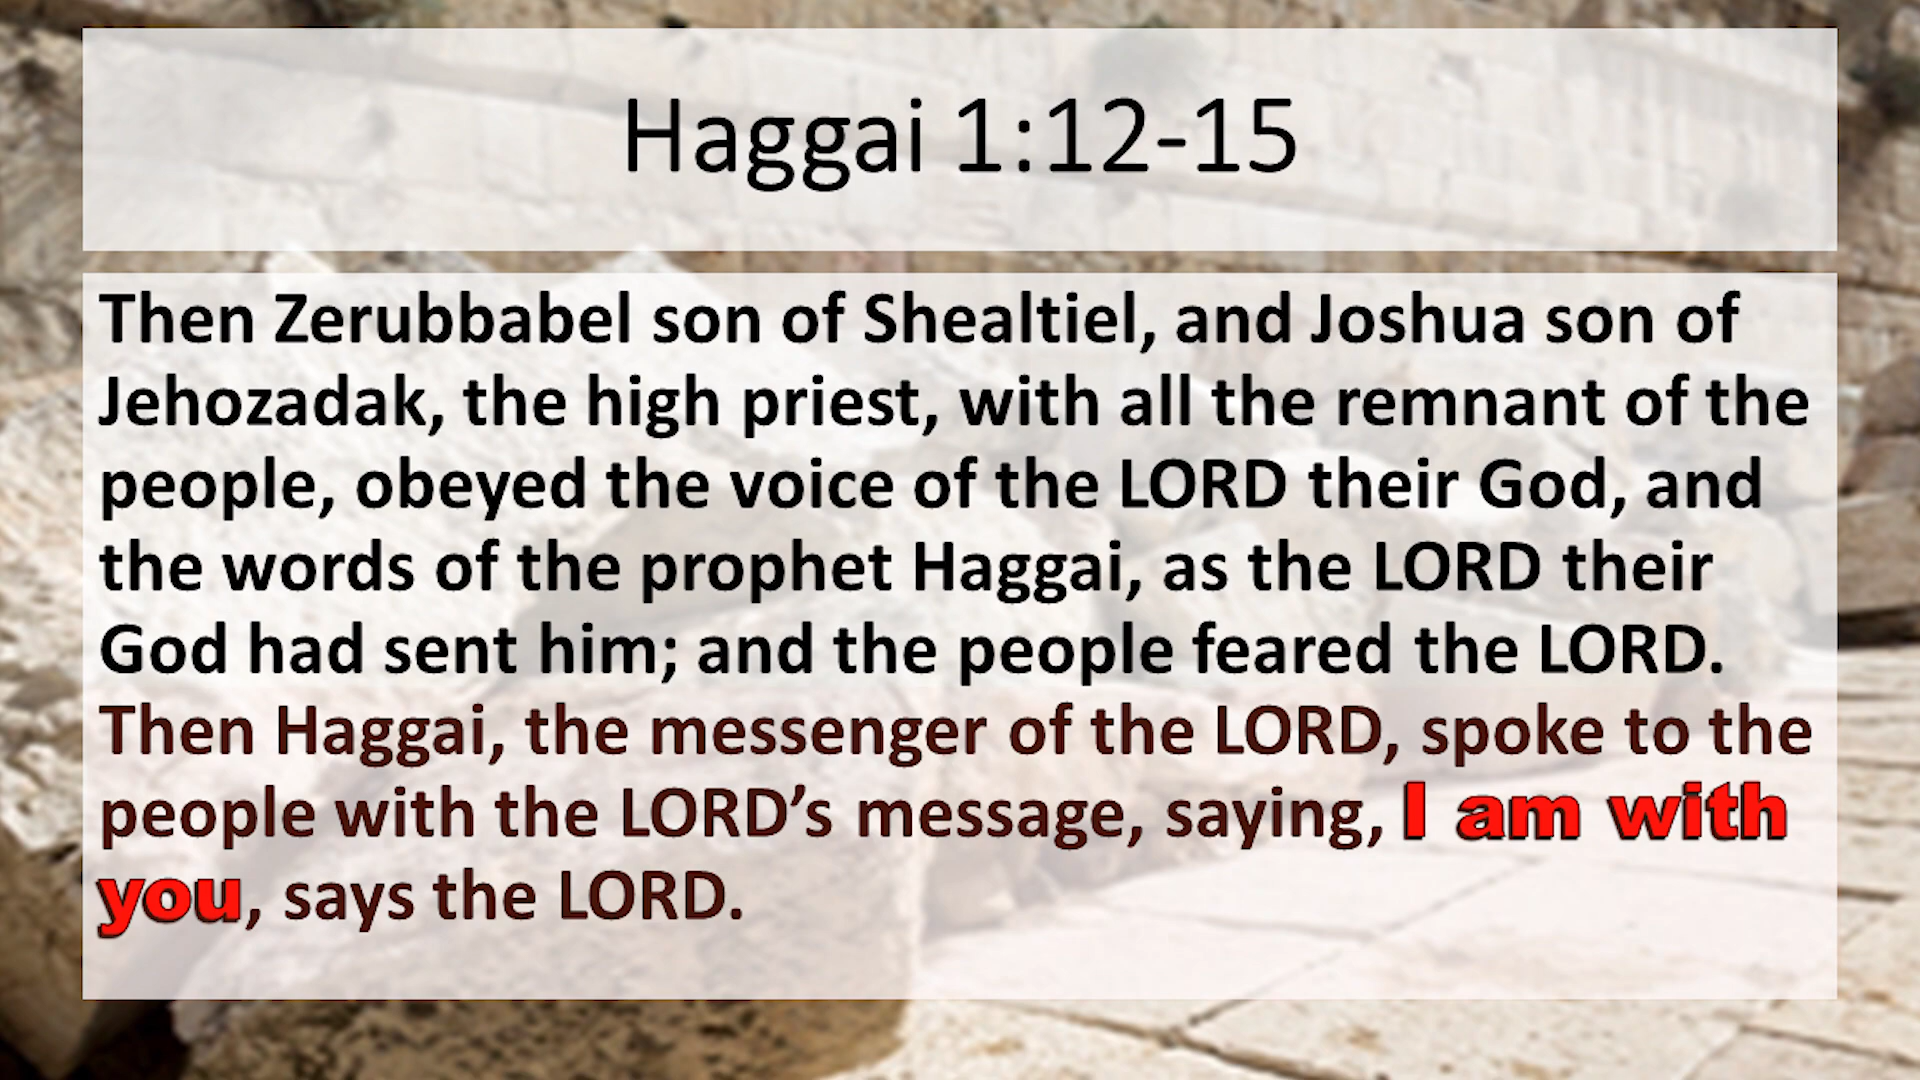 Haggai 1:12-15
Then Zerubbabel son of Shealtiel, and Joshua son of
Jehozadak, the high priest, with all the remnant of the
people, obeyed the voice of the LORD their God, and
the words of the prophet Haggai, as the LORD their
God had sent him; and the people feared the LORD.
Then Haggai, the messenger of the LORD, spoke to the
people with the LORD’s message, saying, I am with
you, says the LORD.